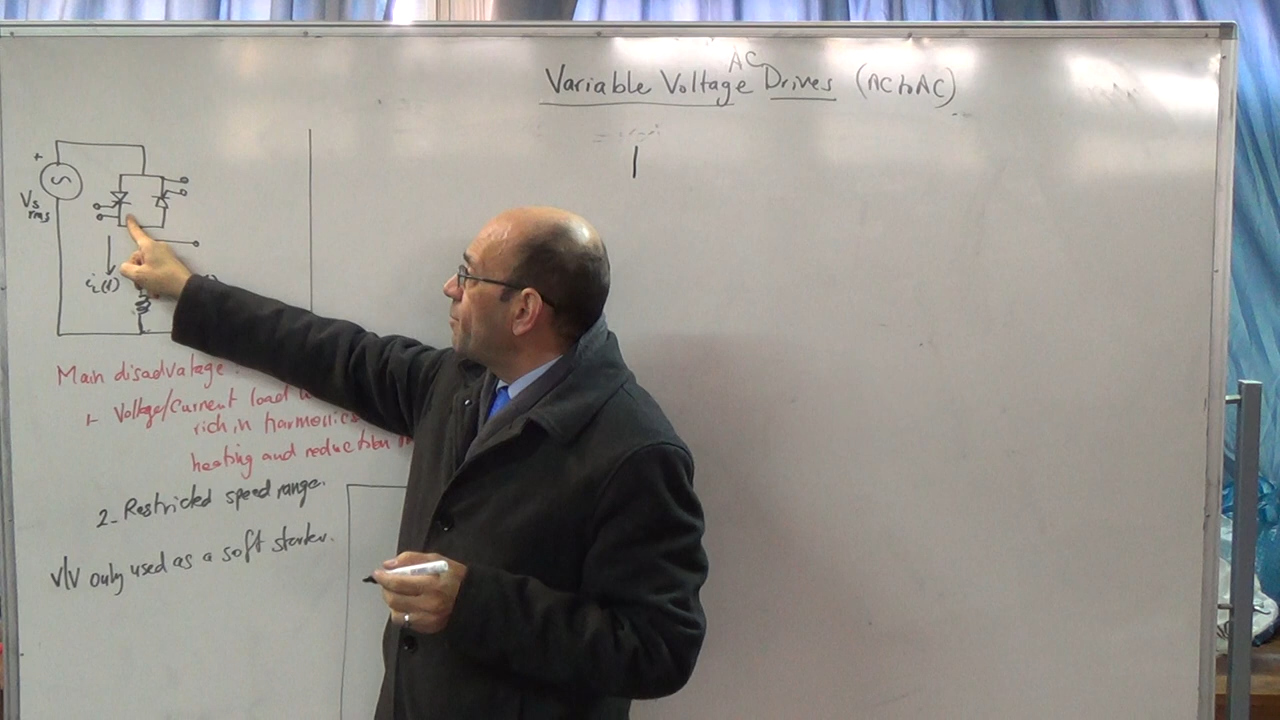 AC
Variable Voltage Drives (AC to AC)
+
Vs
rms
iL(t)
Main disadvatage :
1- Voltage/Current load
rich in harmonics
heating and reduction
2- Restricted speed range.
V/V only used as a soft starter.